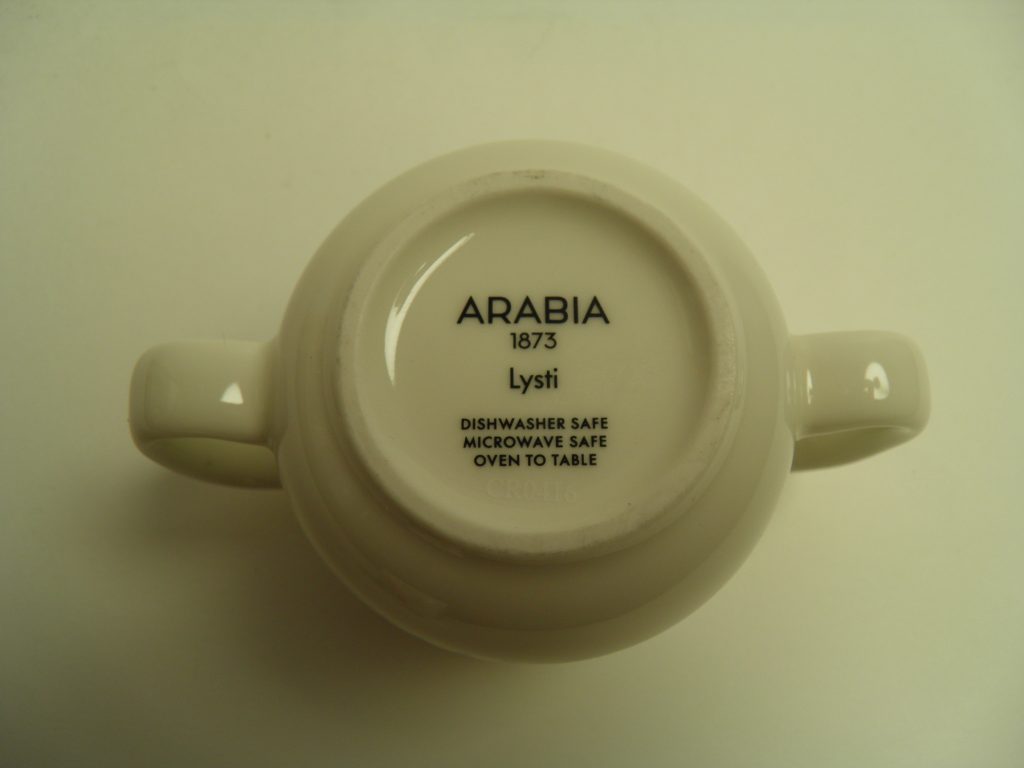 ARABIA
1873
Lysti
DISHWASHER SAFE
MICROWAVE SAFE
OVEN TO TABLE